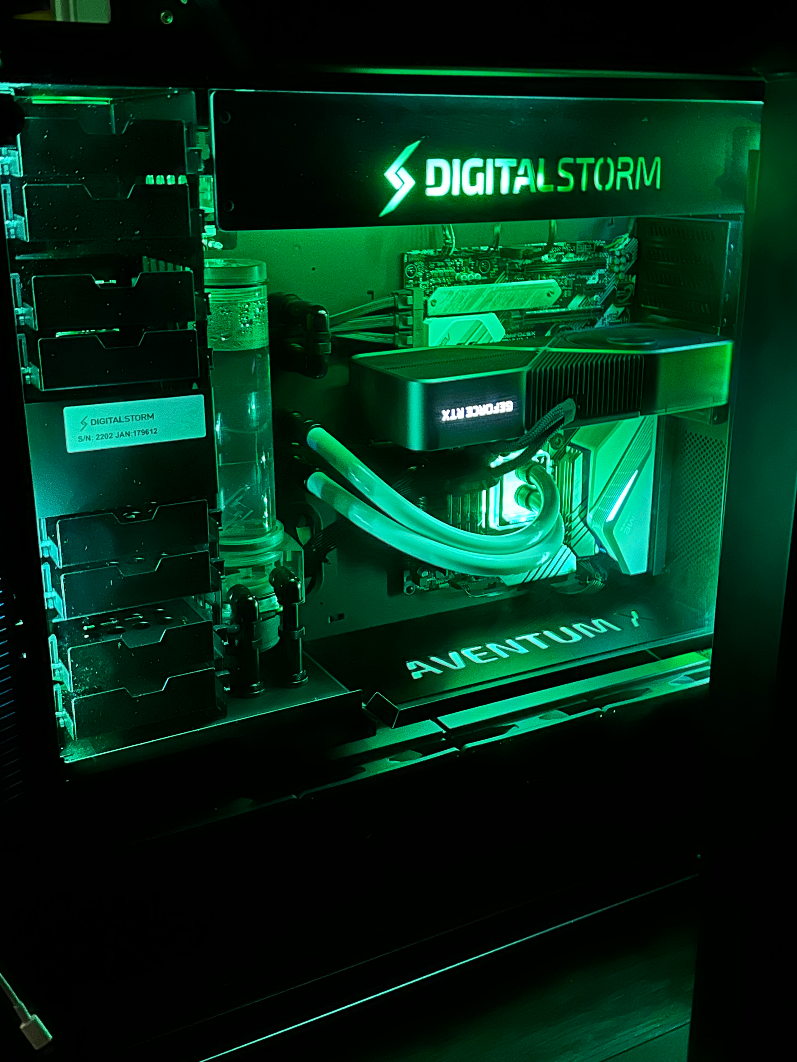 DIGITALSTORM
DIGITALSTORM
S/N: 2202 JAN:179612
GEFORCE RTX
AVENTUM